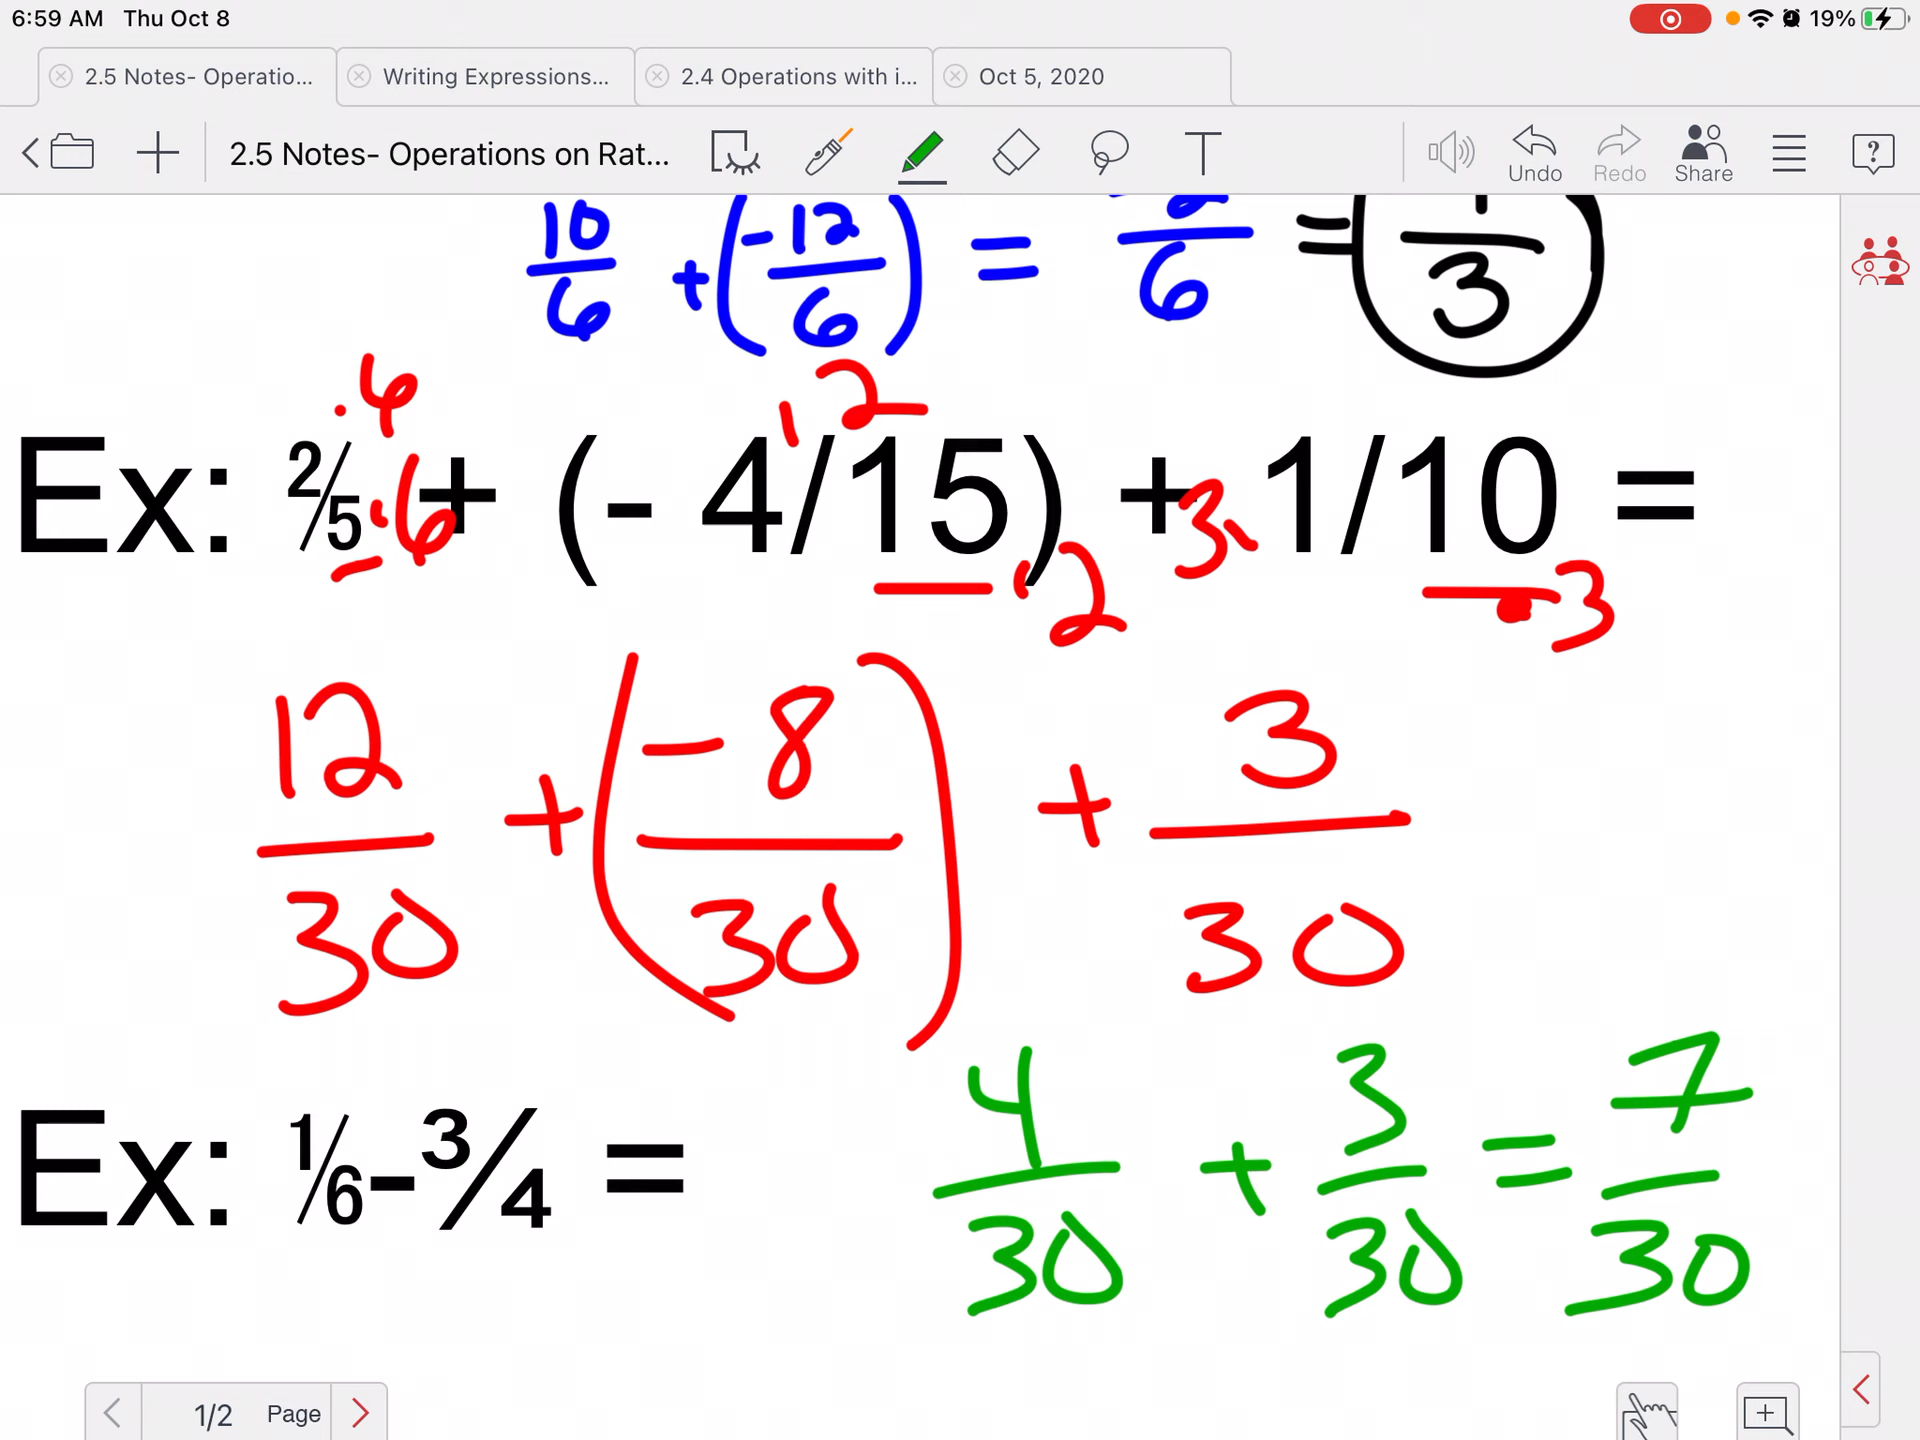 6:59 AM Thu Oct 8 19%
2.5 Notes- Operatio... Writing Expressions... 2.4 Operations with i... Oct 5, 2020
2.5 Notes- Operations on Rat... T Undo Redo Share ?
10/6 + (-12/6) = /6 = /3
·6 ·2
Ex: ⅖ + (- 4/15) + 1/10 =
·6 ·2 3· ·3
12/30 + (-8/30) + 3/30
Ex: ⅙-¾ =
4/30 + 3/30 = 7/30
1/2 Page